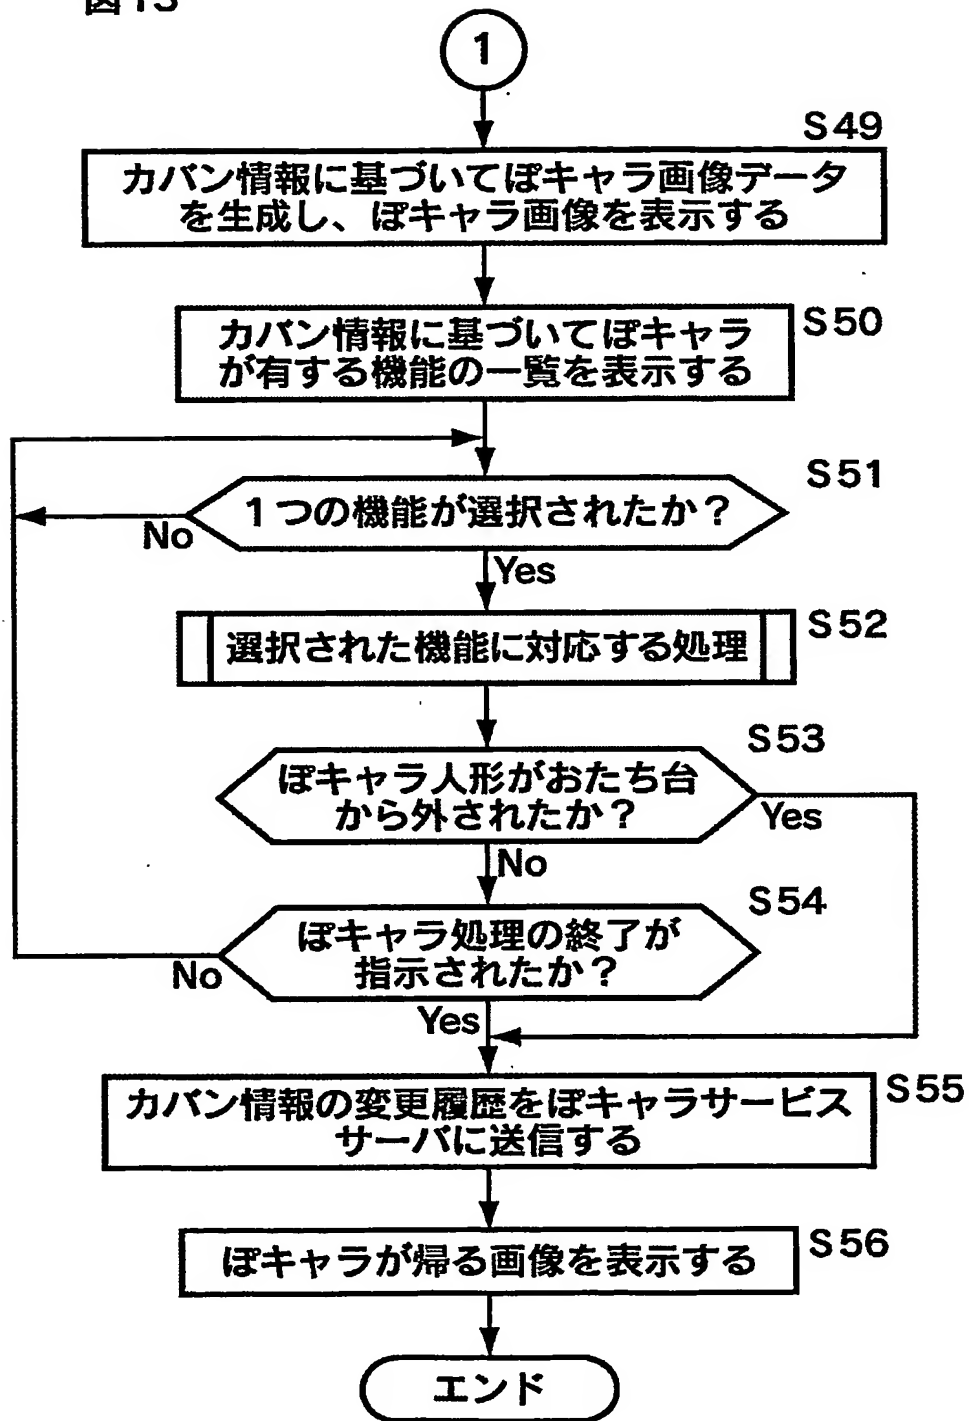 図13
1
S49
カバン情報に基づいてぽキャラ画像データ
を生成し、ぽキャラ画像を表示する
S50
カバン情報に基づいてぽキャラ
が有する機能の一覧を表示する
S51
1つの機能が選択されたか？
No
Yes
S52
選択された機能に対応する処理
S53
ぽキャラ人形がおたち台
から外されたか？
Yes
No
S54
ぽキャラ処理の終了が
指示されたか？
No
Yes
S55
カバン情報の変更履歴をぽキャラサービス
サーバに送信する
S56
ぽキャラが帰る画像を表示する
エンド